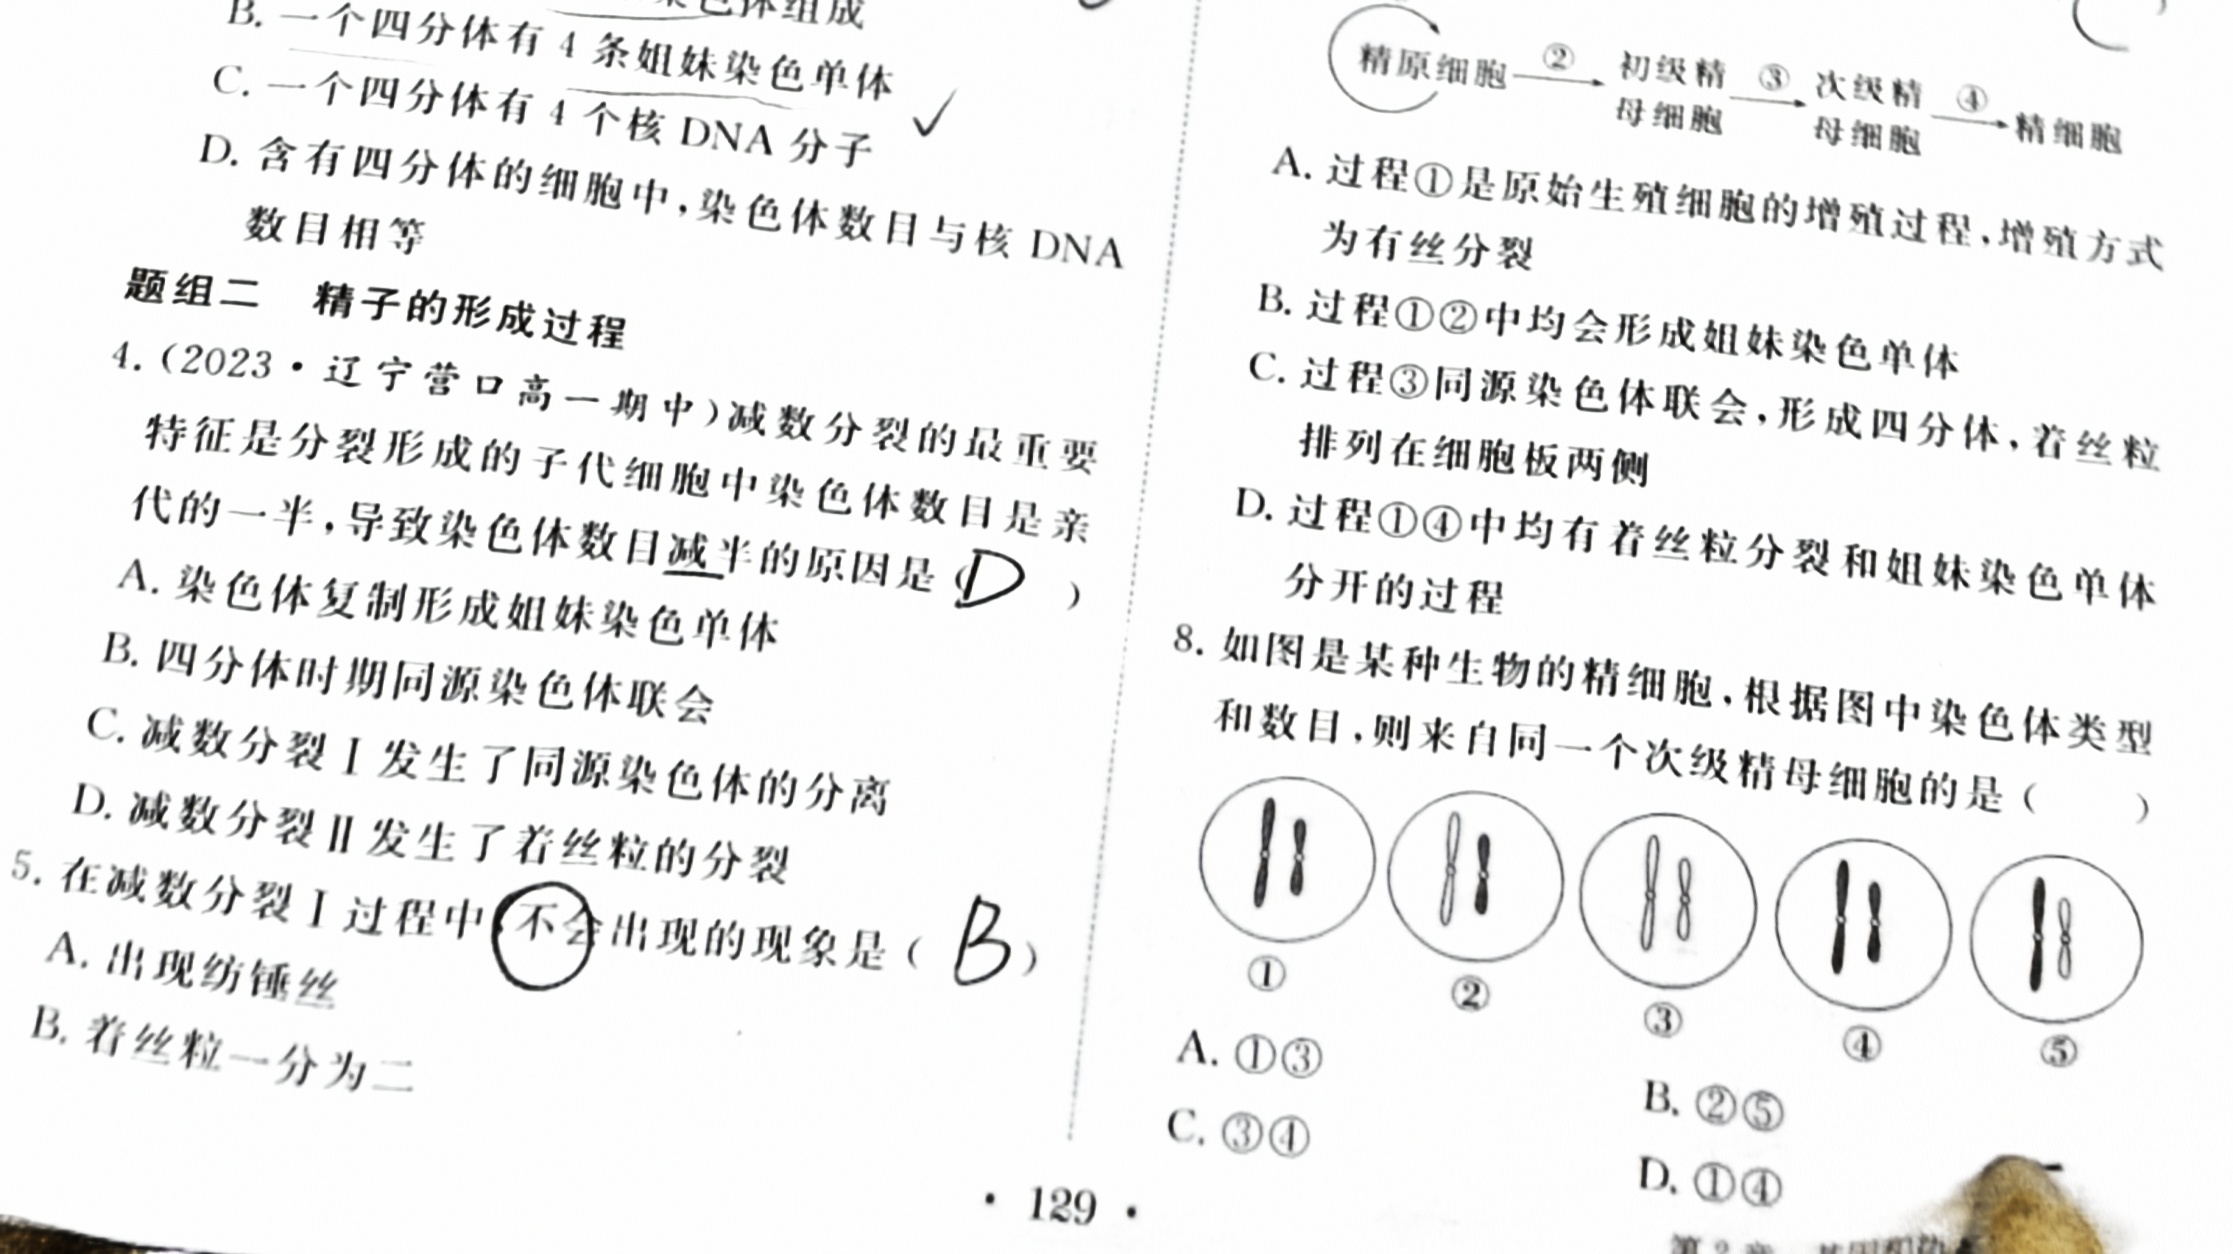 染色体组成
B. 一个四分体有 4 条姐妹染色单体
C. 一个四分体有 4 个核 DNA 分子 ✓
D. 含有四分体的细胞中,染色体数目与核 DNA
数目相等
题组二 精子的形成过程
4.(2023·辽宁营口高一期中)减数分裂的最重要
特征是分裂形成的子代细胞中染色体数目是亲
代的一半,导致染色体数目减半的原因是( D )
A. 染色体复制形成姐妹染色单体
B. 四分体时期同源染色体联会
C. 减数分裂Ⅰ发生了同源染色体的分离
D. 减数分裂Ⅱ发生了着丝粒的分裂
5. 在减数分裂Ⅰ过程中,不会出现的现象是( B )
A. 出现纺锤丝
B. 着丝粒一分为二
精原细胞 ② 初级精母细胞 ③ 次级精母细胞 ④ 精细胞
A. 过程①是原始生殖细胞的增殖过程,增殖方式
为有丝分裂
B. 过程①②中均会形成姐妹染色单体
C. 过程③同源染色体联会,形成四分体,着丝粒
排列在细胞板两侧
D. 过程①④中均有着丝粒分裂和姐妹染色单体
分开的过程
8. 如图是某种生物的精细胞,根据图中染色体类型
和数目,则来自同一个次级精母细胞的是( )
① ② ③ ④ ⑤
A. ①③
B. ②⑤
C. ③④
D. ①④
· 129 ·